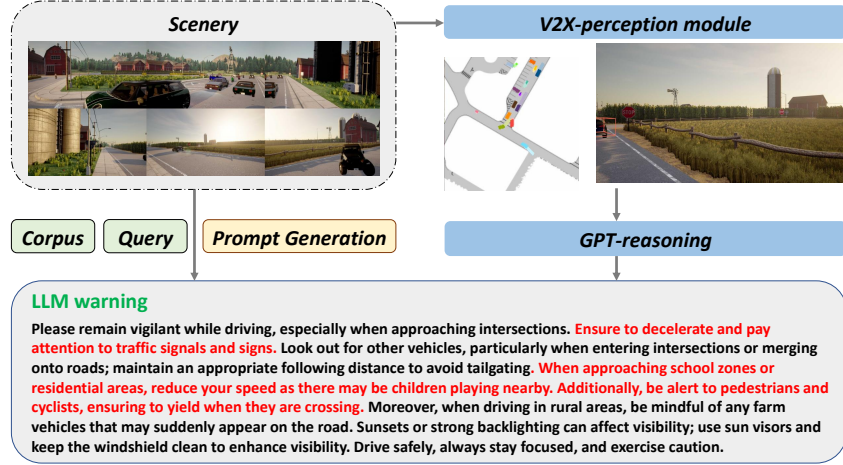 Scenery
V2X-perception module
Corpus
Query
Prompt Generation
GPT-reasoning
LLM warning
Please remain vigilant while driving, especially when approaching intersections. Ensure to decelerate and pay
attention to traffic signals and signs. Look out for other vehicles, particularly when entering intersections or merging
onto roads; maintain an appropriate following distance to avoid tailgating. When approaching school zones or
residential areas, reduce your speed as there may be children playing nearby. Additionally, be alert to pedestrians and
cyclists, ensuring to yield when they are crossing. Moreover, when driving in rural areas, be mindful of any farm
vehicles that may suddenly appear on the road. Sunsets or strong backlighting can affect visibility; use sun visors and
keep the windshield clean to enhance visibility. Drive safely, always stay focused, and exercise caution.